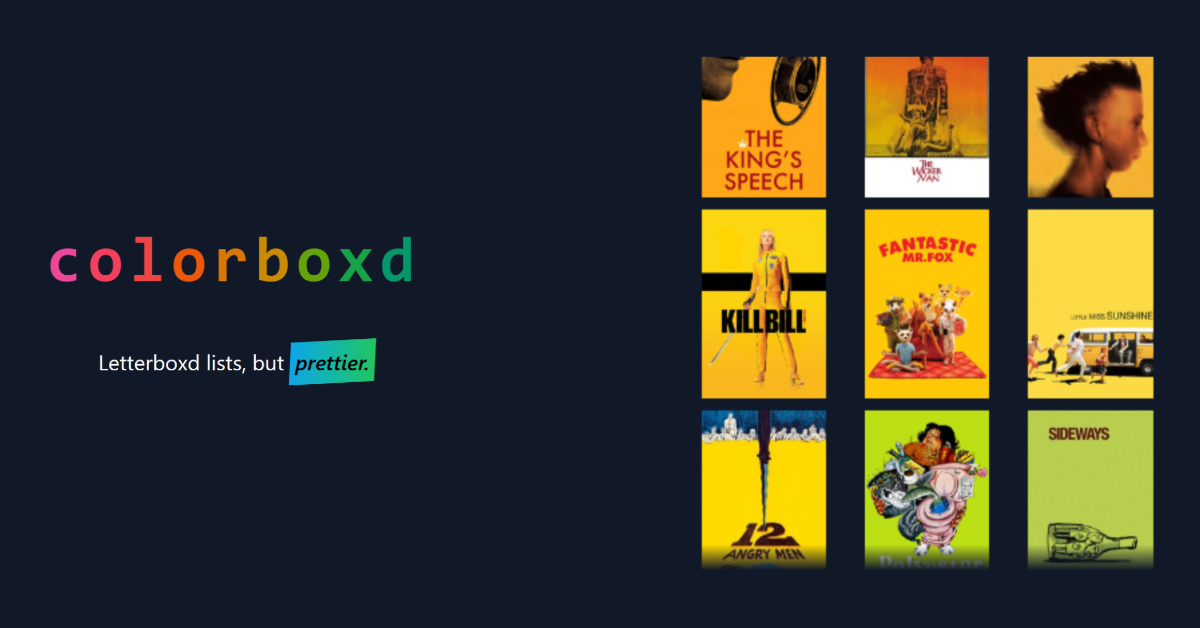 colorboxd
Letterboxd lists, but prettier.
THE
KING'S
SPEECH
THE
WICKER
MAN
KILL BILL
FANTASTIC
MR. FOX
LITTLE MISS SUNSHINE
12
ANGRY MEN
Polyester
SIDEWAYS